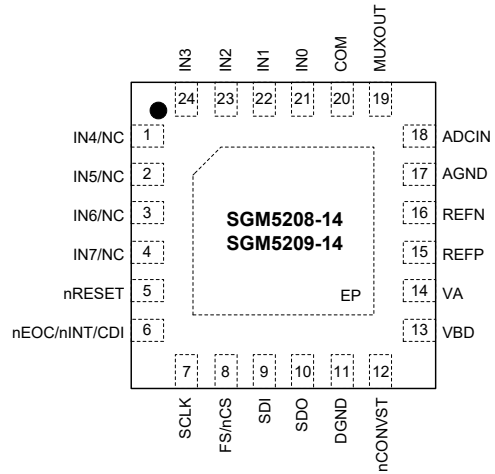 IN3
IN2
IN1
IN0
COM
MUXOUT
24
23
22
21
20
19
IN4/NC 1
IN5/NC 2
IN6/NC 3
IN7/NC 4
nRESET 5
nEOC/nINT/CDI 6
SGM5208-14
SGM5209-14
EP
18 ADCIN
17 AGND
16 REFN
15 REFP
14 VA
13 VBD
7
8
9
10
11
12
SCLK
FS/nCS
SDI
SDO
DGND
nCONVST